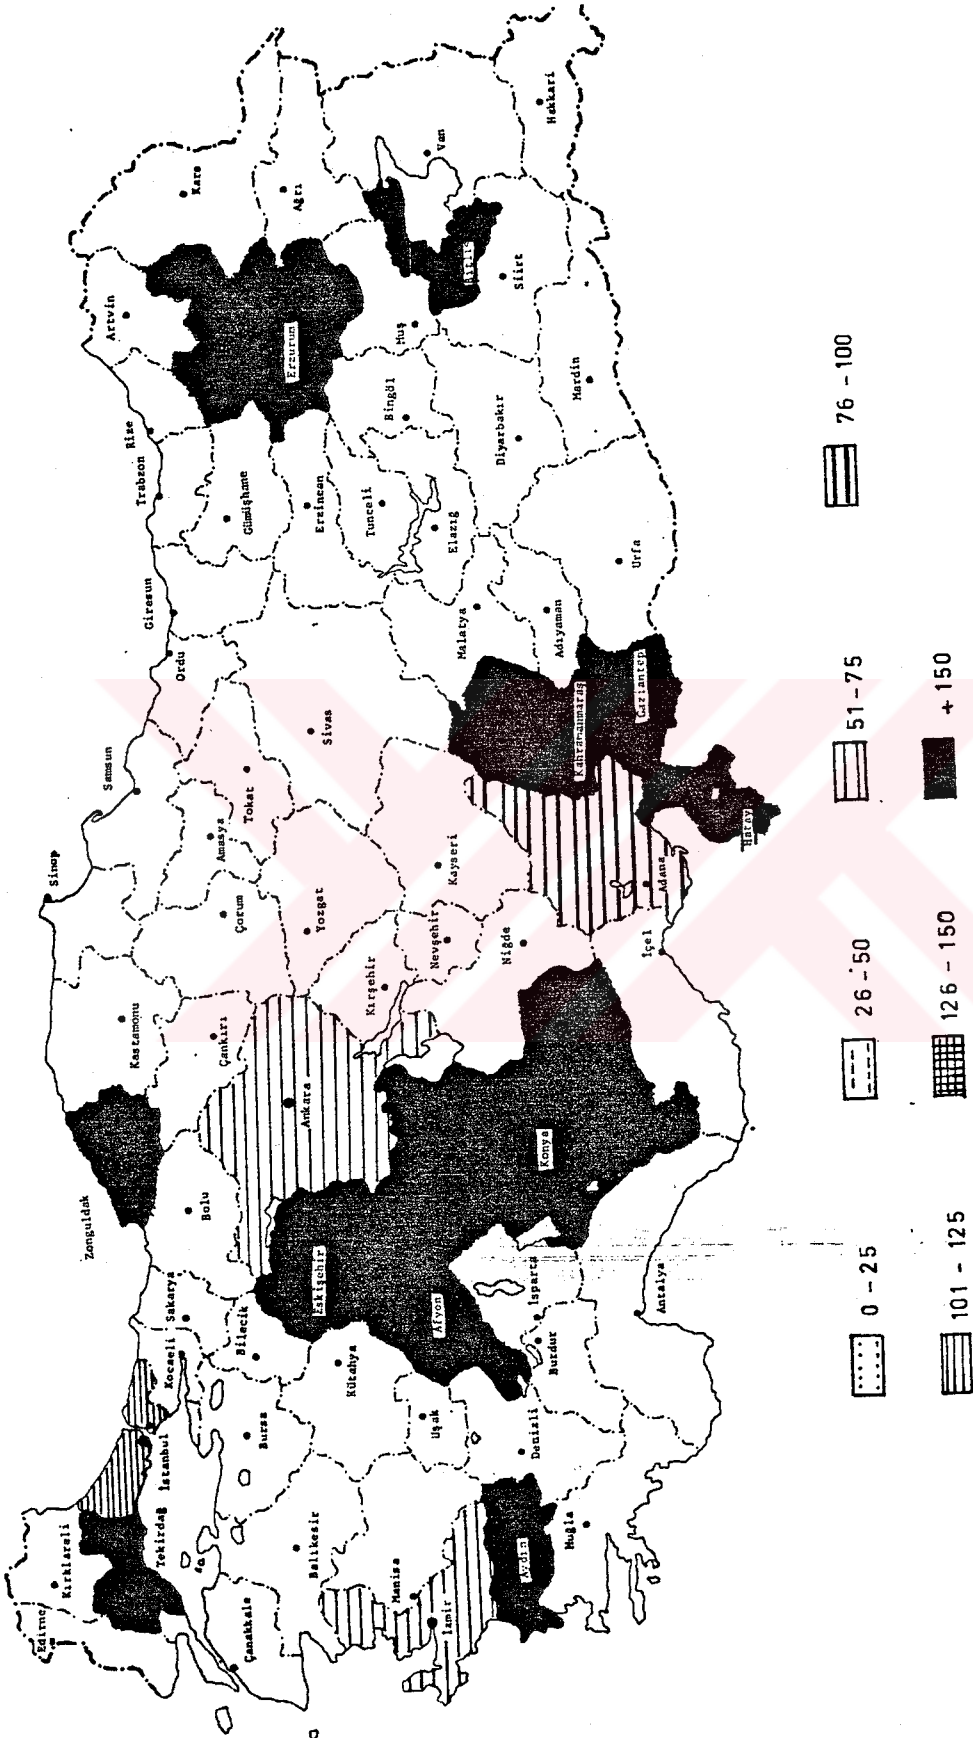 Edirne
Kırklareli
Tekirdağ
İstanbul
Kocaeli
Sakarya
Zonguldak
Bolu
Kastamonu
Sinop
Samsun
Ordu
Giresun
Trabzon
Rize
Artvin
Kars
Çanakkale
Balıkesir
Bursa
Bilecik
Kütahya
Eskişehir
Ankara
Çankırı
Çorum
Amasya
Tokat
Sivas
Yozgat
Gümüşhane
Erzincan
Erzurum
Ağrı
Manisa
İzmir
Uşak
Afyon
Kırşehir
Nevşehir
Kayseri
Malatya
Tunceli
Elazığ
Bingöl
Muş
Bitlis
Van
Aydın
Denizli
Muğla
Burdur
Isparta
Konya
Niğde
Kahramanmaraş
Adıyaman
Diyarbakır
Siirt
Hakkari
Antalya
İçel
Adana
Hatay
Gaziantep
Urfa
Mardin
0 - 25
26 - 50
51 - 75
76 - 100
101 - 125
126 - 150
+ 150